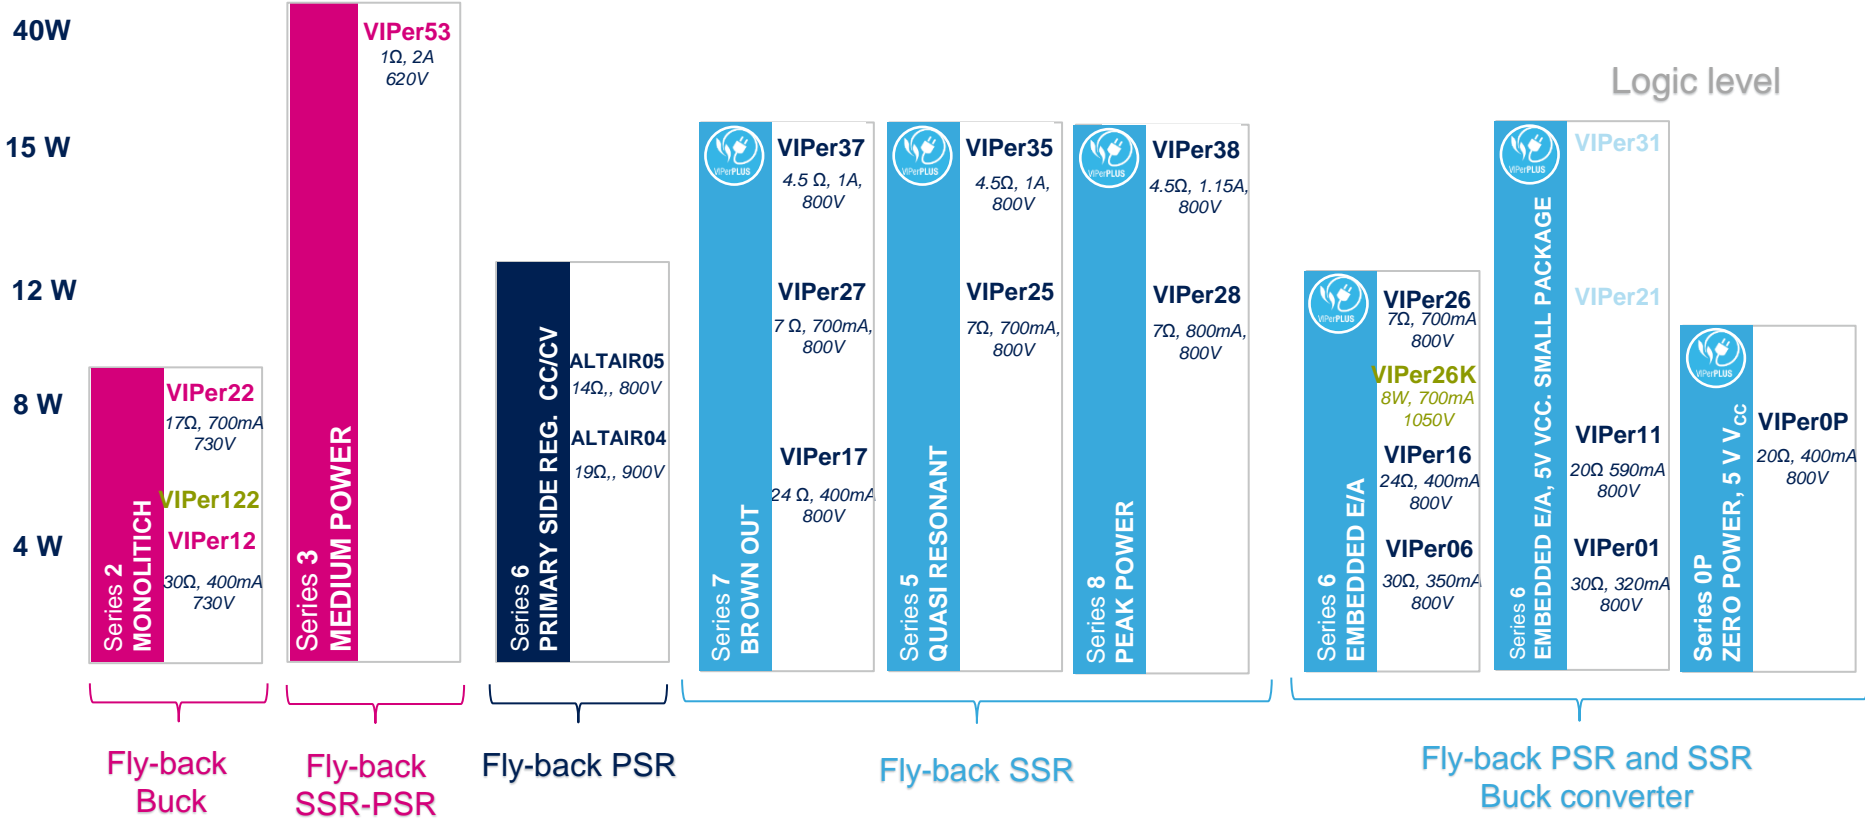 40W
15 W
12 W
8 W
4 W
Series 2
MONOLITICH
VIPer22
17Ω, 700mA
730V
VIPer122
VIPer12
30Ω, 400mA
730V
Fly-back
Buck
Series 3
MEDIUM POWER
VIPer53
1Ω, 2A
620V
Fly-back
SSR-PSR
Series 6
PRIMARY SIDE REG. CC/CV
ALTAIR05
14Ω,, 800V
ALTAIR04
19Ω,, 900V
Fly-back PSR
VIPerPLUS
Series 7
BROWN OUT
VIPer37
4.5 Ω, 1A,
800V
VIPer27
7 Ω, 700mA,
800V
VIPer17
24 Ω, 400mA
800V
VIPerPLUS
Series 5
QUASI RESONANT
VIPer35
4.5Ω, 1A,
800V
VIPer25
7Ω, 700mA,
800V
VIPerPLUS
Series 8
PEAK POWER
VIPer38
4.5Ω, 1.15A,
800V
VIPer28
7Ω, 800mA,
800V
Fly-back SSR
Logic level
VIPerPLUS
Series 6
EMBEDDED E/A
VIPer26
7Ω, 700mA
800V
VIPer26K
8W, 700mA
1050V
VIPer16
24Ω, 400mA
800V
VIPer06
30Ω, 350mA
800V
VIPerPLUS
Series 6
EMBEDDED E/A, 5V VCC. SMALL PACKAGE
VIPer31
VIPer21
VIPer11
20Ω 590mA
800V
VIPer01
30Ω, 320mA
800V
VIPerPLUS
Series 0P
ZERO POWER, 5 V VCC
VIPer0P
20Ω, 400mA
800V
Fly-back PSR and SSR
Buck converter